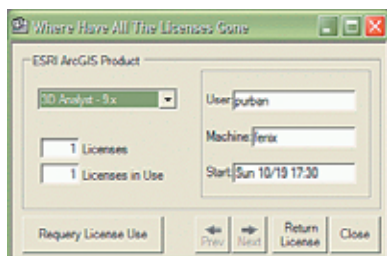 Where Have All The Licenses Gone
ESRI ArcGIS Product
3D Analyst - 9.x
1 Licenses
1 Licenses in Use
User: purban
Machine: fenix
Start: Sun 10/19 17:30
Requery License Use
Prev
Next
Return License
Close